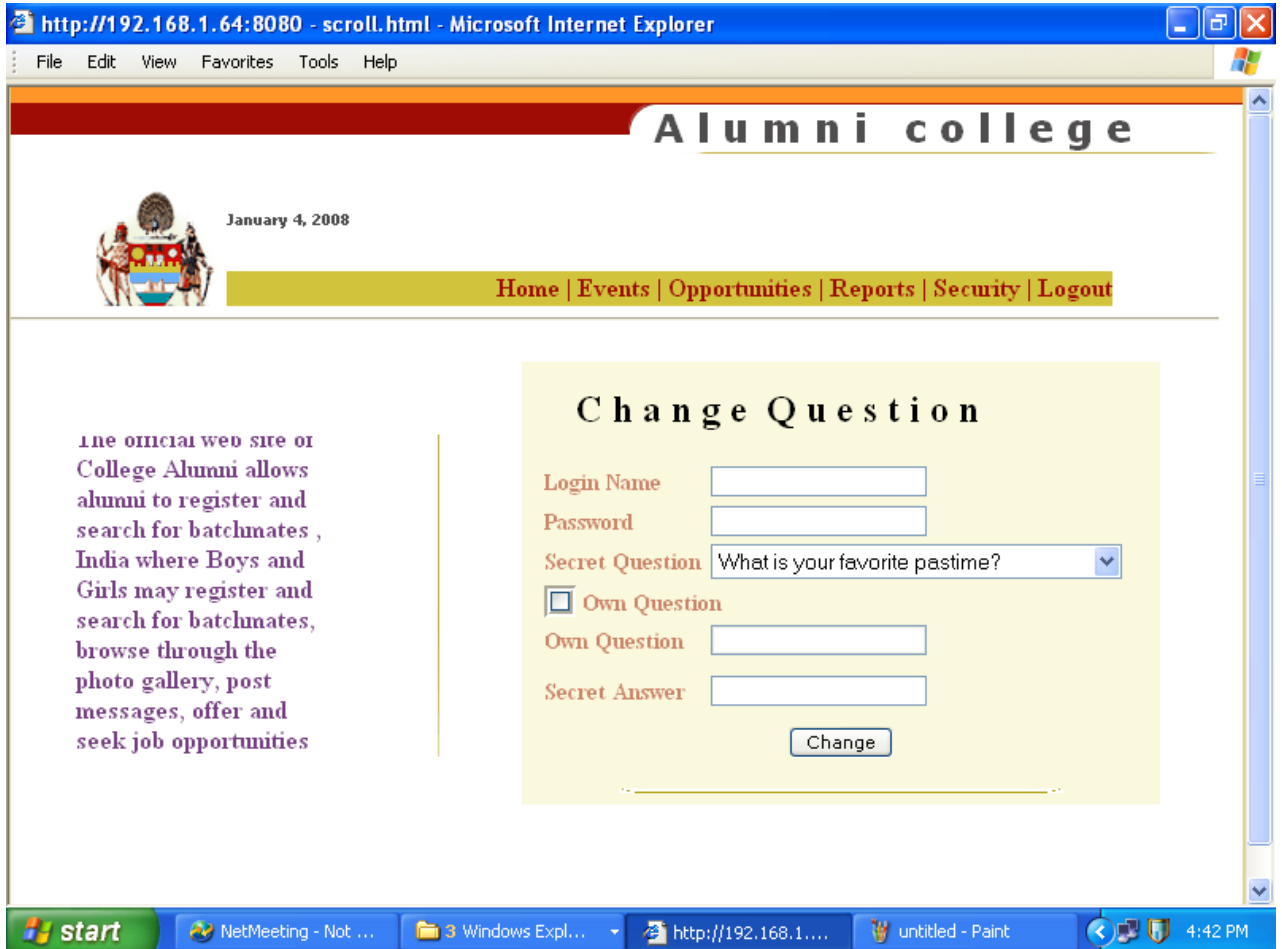 http://192.168.1.64:8080 - scroll.html - Microsoft Internet Explorer
File Edit View Favorites Tools Help
Alumni college
January 4, 2008
Home | Events | Opportunities | Reports | Security | Logout
Change Question
The official web site of
College Alumni allows
alumni to register and
search for batchmates ,
India where Boys and
Girls may register and
search for batchmates,
browse through the
photo gallery, post
messages, offer and
seek job opportunities
Login Name
Password
Secret Question What is your favorite pastime?
Own Question
Own Question
Secret Answer
Change
start NetMeeting - Not ... 3 Windows Expl... http://192.168.1.... untitled - Paint 4:42 PM